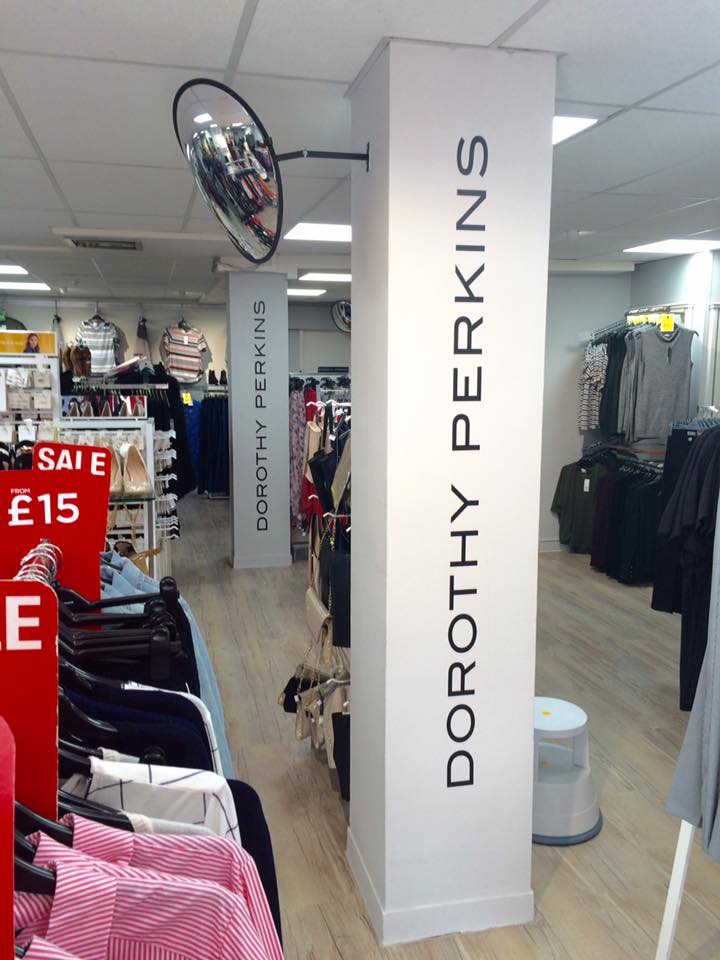 DOROTHY PERKINS
DOROTHY PERKINS
SALE
FROM
£15
LE